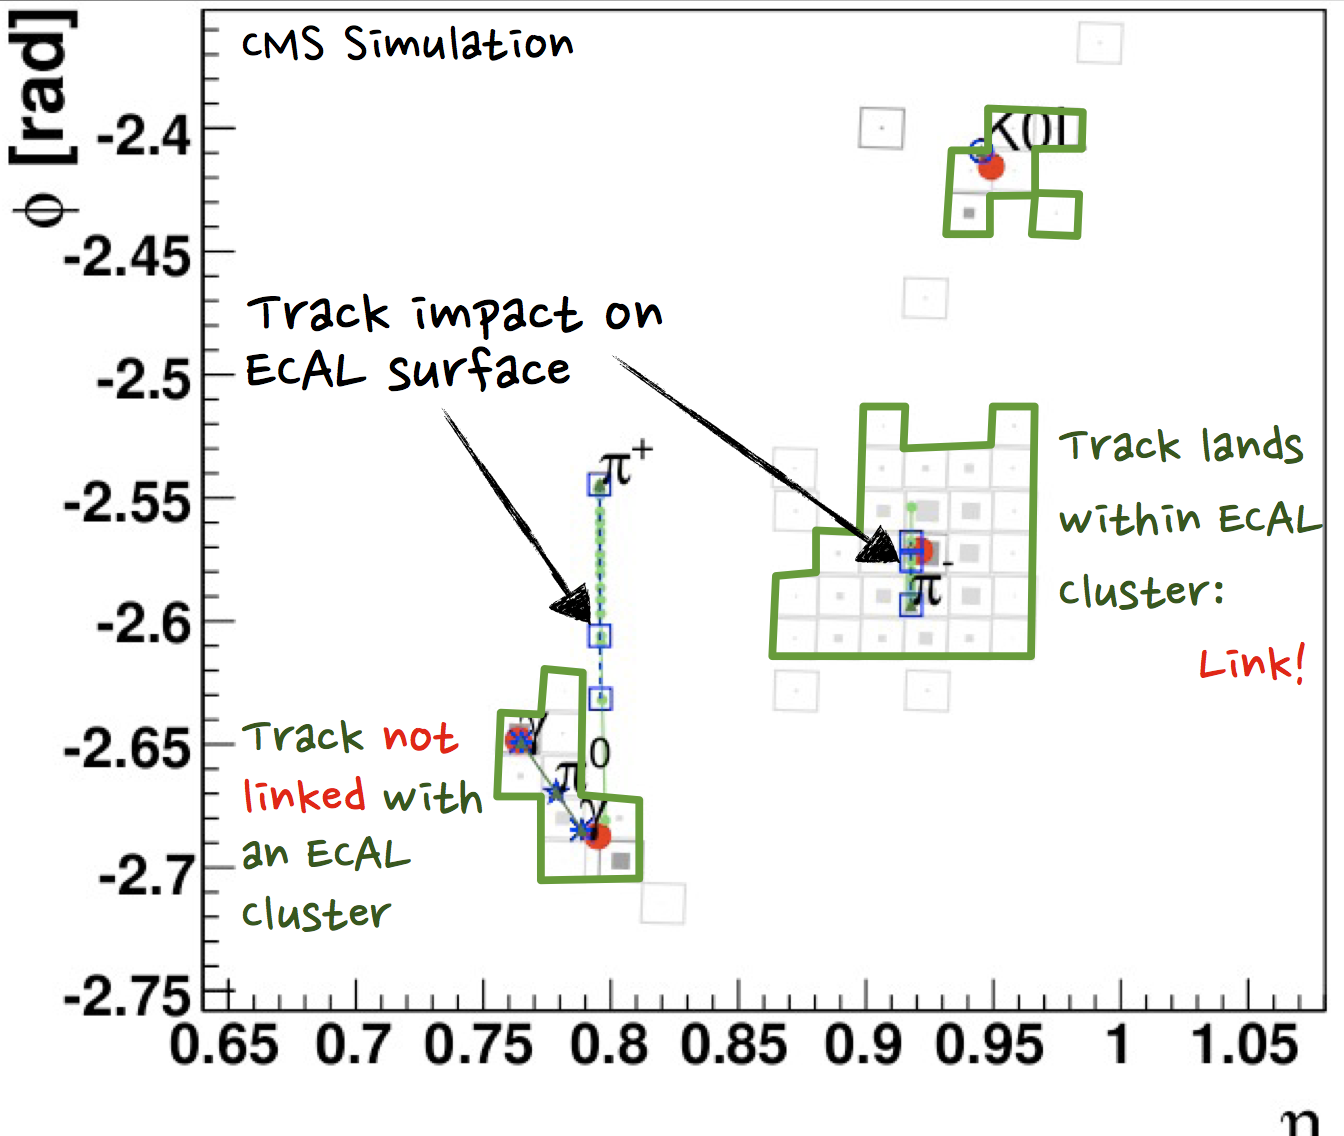 CMS Simulation
ϕ [rad]
-2.4
-2.45
-2.5
-2.55
-2.6
-2.65
-2.7
-2.75
K0L
Track impact on
ECAL surface
π+
Track lands
within ECAL
cluster:
Link!
π-
Track not
linked with
an ECAL
cluster
γ
π0
γ
0.65 0.7 0.75 0.8 0.85 0.9 0.95 1 1.05
η